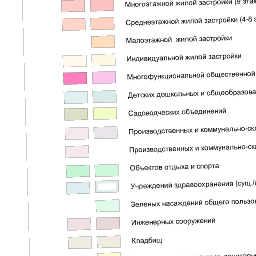 Многоэтажной жилой застройки (9 этаж
Среднеэтажной жилой застройки (4-8 э
Малоэтажной жилой застройки
Индивидуальной жилой застройки
Многофункциональной общественной
Детских дошкольных и общеобразова
Садоводческих объединений
Производственных и коммунально-скл
Производственных и коммунально-скл
Объектов отдыха и спорта
Учреждений здравоохранения (сущ./
Зеленых насаждений общего пользо
Инженерных сооружений
Кладбищ